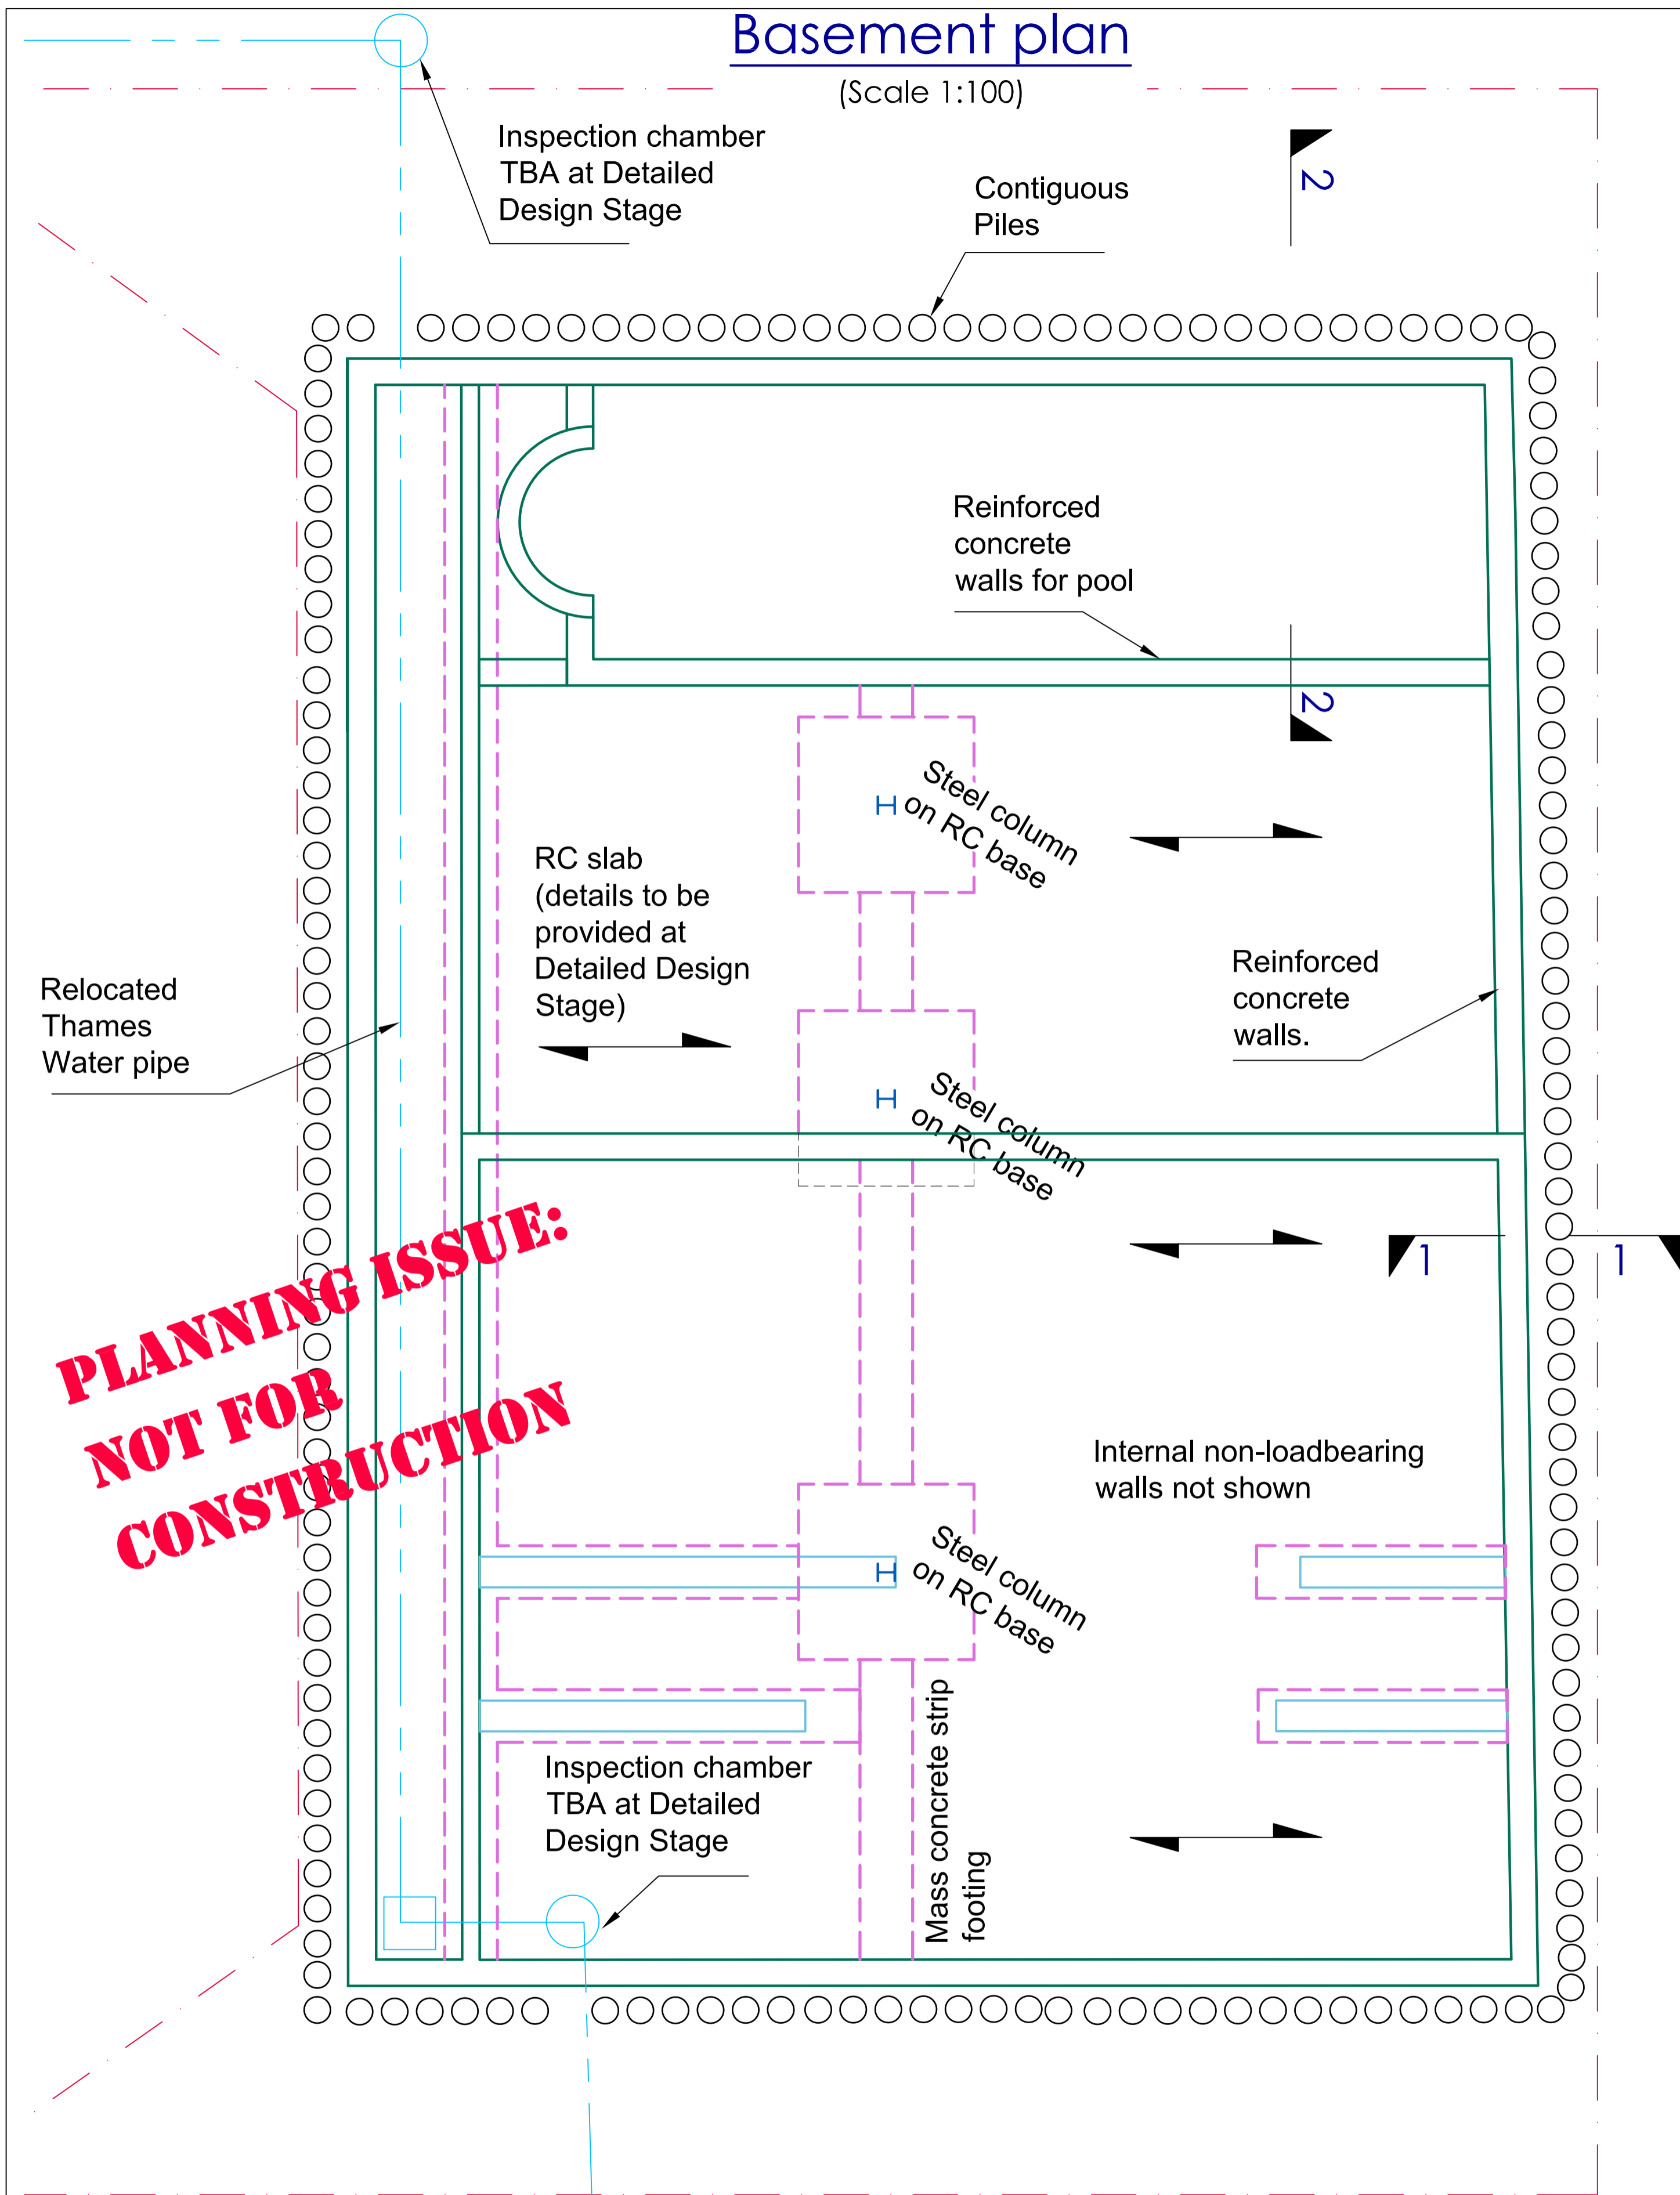 Basement plan
(Scale 1:100)
Inspection chamber
TBA at Detailed
Design Stage
Contiguous
Piles
2
Reinforced
concrete
walls for pool
2
Steel column
on RC base
RC slab
(details to be
provided at
Detailed Design
Stage)
Reinforced
concrete
walls.
Relocated
Thames
Water pipe
Steel column
on RC base
1
1
PLANNING ISSUE:
NOT FOR
CONSTRUCTION
Internal non-loadbearing
walls not shown
Steel column
on RC base
Mass concrete strip
footing
Inspection chamber
TBA at Detailed
Design Stage